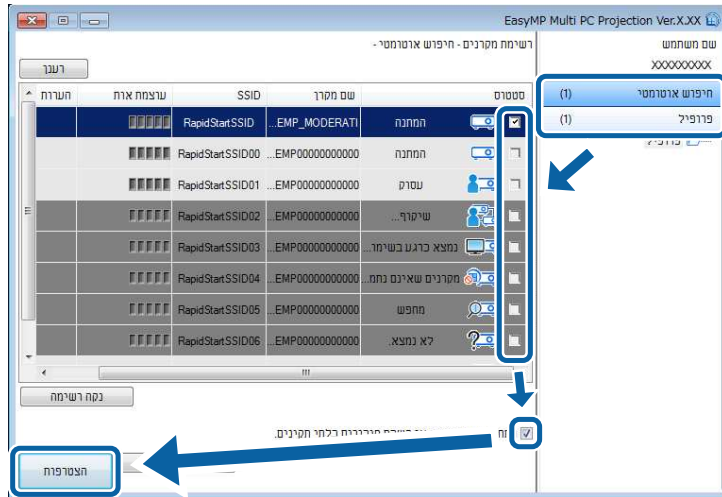 EasyMP Multi PC Projection Ver.X.XX
שם משתמש
XXXXXXXXX
חיפוש אוטומטי (1)
פרופיל (1)
פרופיל
רשימת מקרנים - חיפוש אוטומטי -
רענן
סטטוס שם מקרן SSID עוצמת אות הערות
המתנה EMP_MODERATI... RapidStartSSID
המתנה EMP00000000000... RapidStartSSID00
עסוק EMP00000000000... RapidStartSSID01
שיקוף... EMP00000000000... RapidStartSSID02
נמצא כרגע בשימו... EMP00000000000... RapidStartSSID03
מקרנים שאינם נתמ... EMP00000000000... RapidStartSSID04
מחפש EMP00000000000... RapidStartSSID05
לא נמצא. EMP00000000000... RapidStartSSID06
נקה רשימה
בלתי תקינים.
הצטרפות